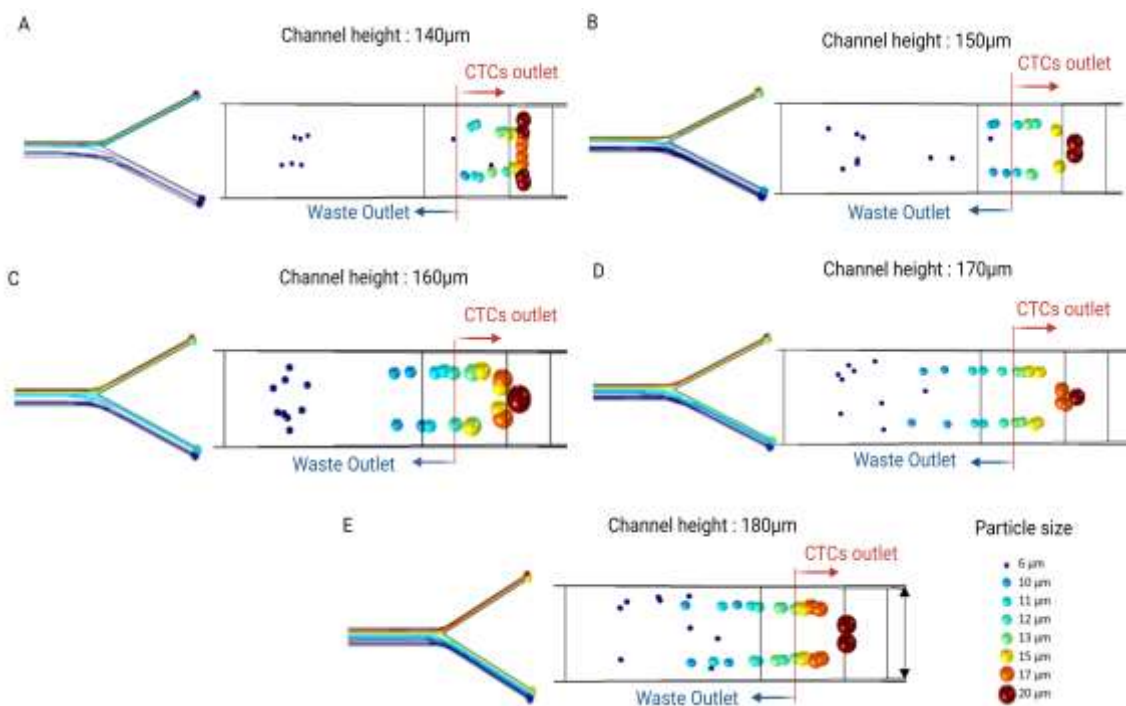 A
Channel height : 140µm
CTCs outlet
Waste Outlet
B
Channel height : 150µm
CTCs outlet
Waste Outlet
C
Channel height : 160µm
CTCs outlet
Waste Outlet
D
Channel height : 170µm
CTCs outlet
Waste Outlet
E
Channel height : 180µm
CTCs outlet
Waste Outlet
Particle size
6 µm
10 µm
11 µm
12 µm
13 µm
15 µm
17 µm
20 µm